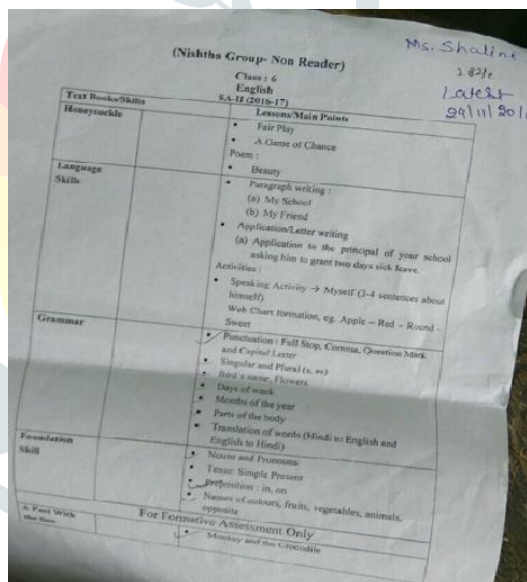 Ms. Shalini
(Nishtha Group- Non Reader)
Class : 6
English
Latest
SA-II (2016-17)
29/11/201
Text Books/Skills
Lessons/Main Points
Honeysuckle
• Fair Play
• A Game of Chance
Poem :
• Beauty
Language Skills
• Paragraph writing :
(a) My School
(b) My Friend
• Application/Letter writing
(a) Application to the principal of your school
asking him to grant two days sick leave.
Activities :
• Speaking Activity → Myself (3-4 sentences about
himself)
Web Chart formation, eg. Apple – Red – Round -
Sweet
Grammar
• Punctuation : Full Stop, Comma, Question Mark
and Capital Letter
• Singular and Plural (s, es)
• Bird's name, Flowers
• Days of week
• Months of the year
• Parts of the body
• Translation of words (Hindi to English and
English to Hindi)
Foundation Skill
• Nouns and Pronouns
• Tense: Simple Present
• Preposition : in, on
• Names of colours, fruits, vegetables, animals,
opposite
For Formative Assessment Only
A Pact With
the Sun
• Monkey and the Crocodile